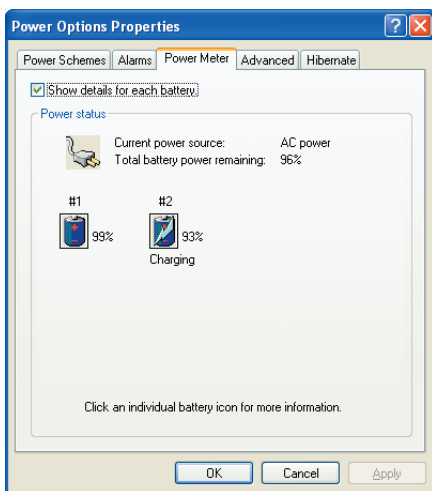 Power Options Properties
Power Schemes Alarms Power Meter Advanced Hibernate
Show details for each battery.
Power status
Current power source: AC power
Total battery power remaining: 96%
#1 #2
99% 93%
Charging
Click an individual battery icon for more information.
OK Cancel Apply